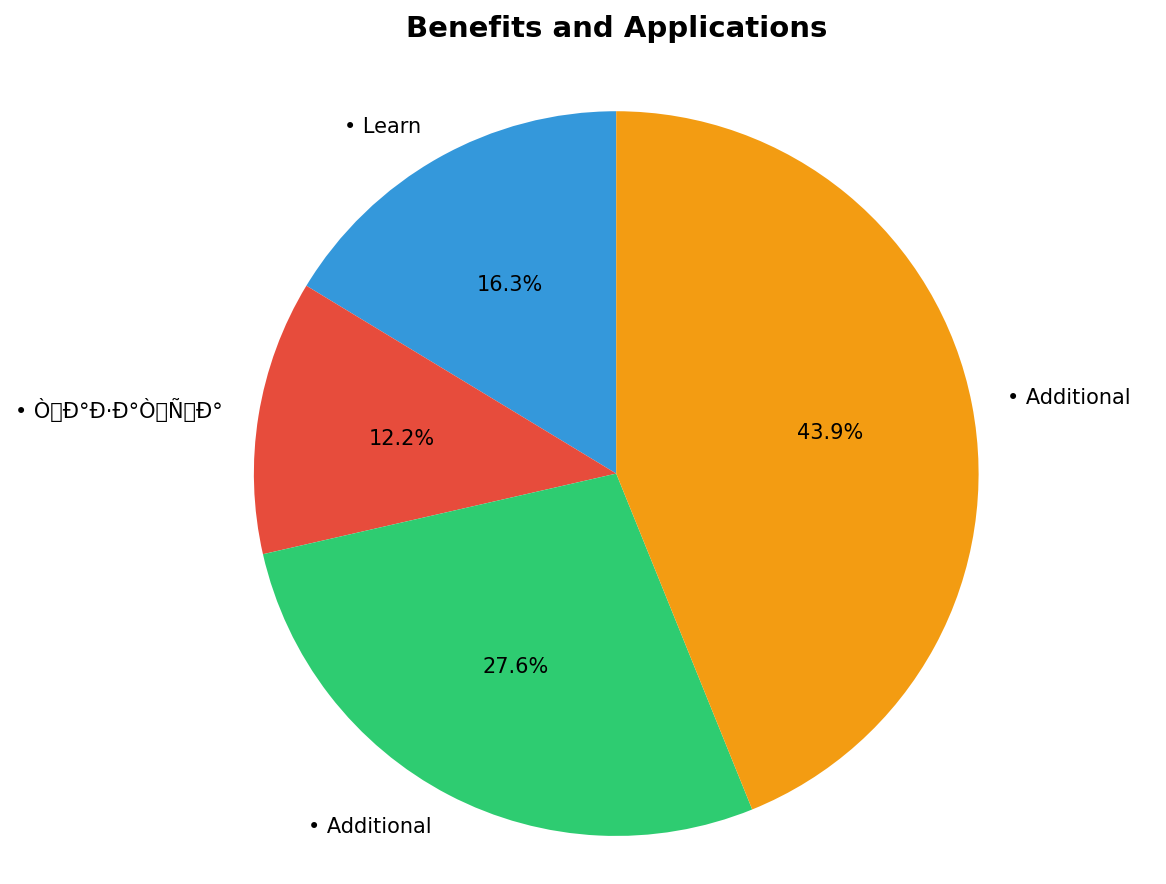 Benefits and Applications
• Learn
16.3%
• Additional
43.9%
12.2%
27.6%
• Additional